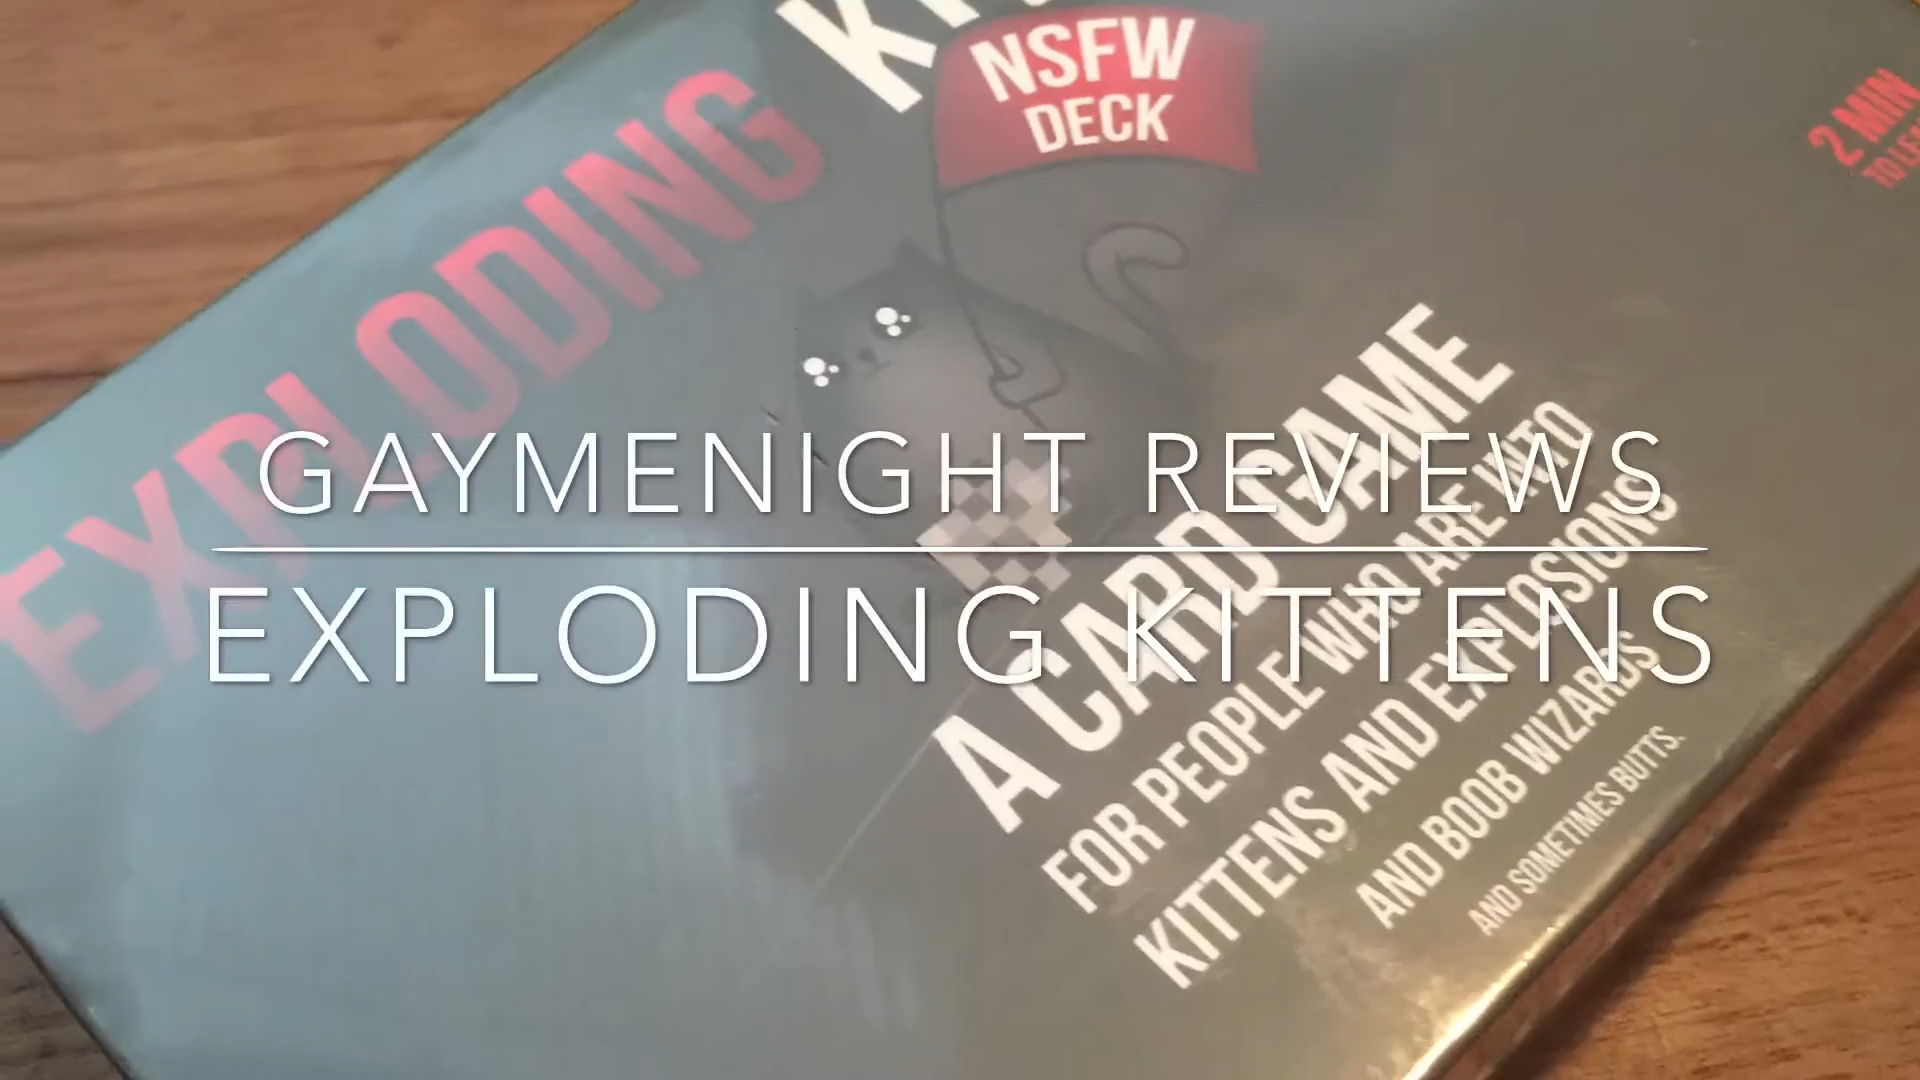 EXPLODING
NSFW
DECK
2 MIN
GAYMENIGHT REVIEWS
EXPLODING KITTENS
A CARD GAME
FOR PEOPLE WHO ARE INTO
KITTENS AND EXPLOSIONS
AND BOOB WIZARDS
AND SOMETIMES BUTTS.